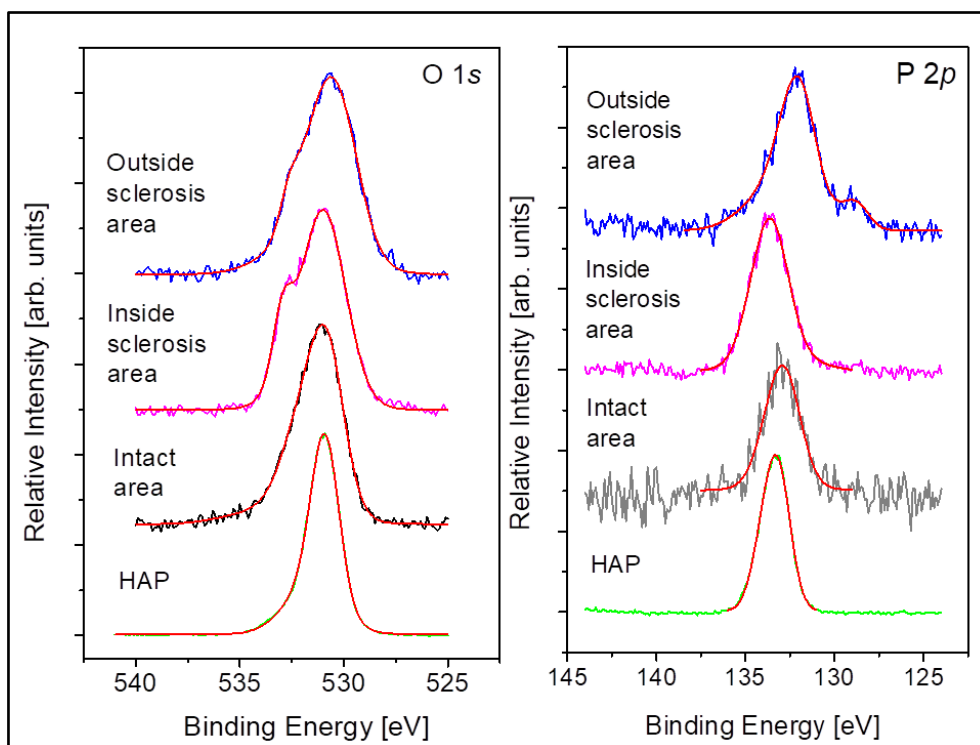 O 1s
Outside
sclerosis
area
Inside
sclerosis
area
Intact
area
HAP
Relative Intensity [arb. units]
540 535 530 525
Binding Energy [eV]
P 2p
Outside
sclerosis
area
Inside
sclerosis
area
Intact
area
HAP
Relative Intensity [arb. units]
145 140 135 130 125
Binding Energy [eV]